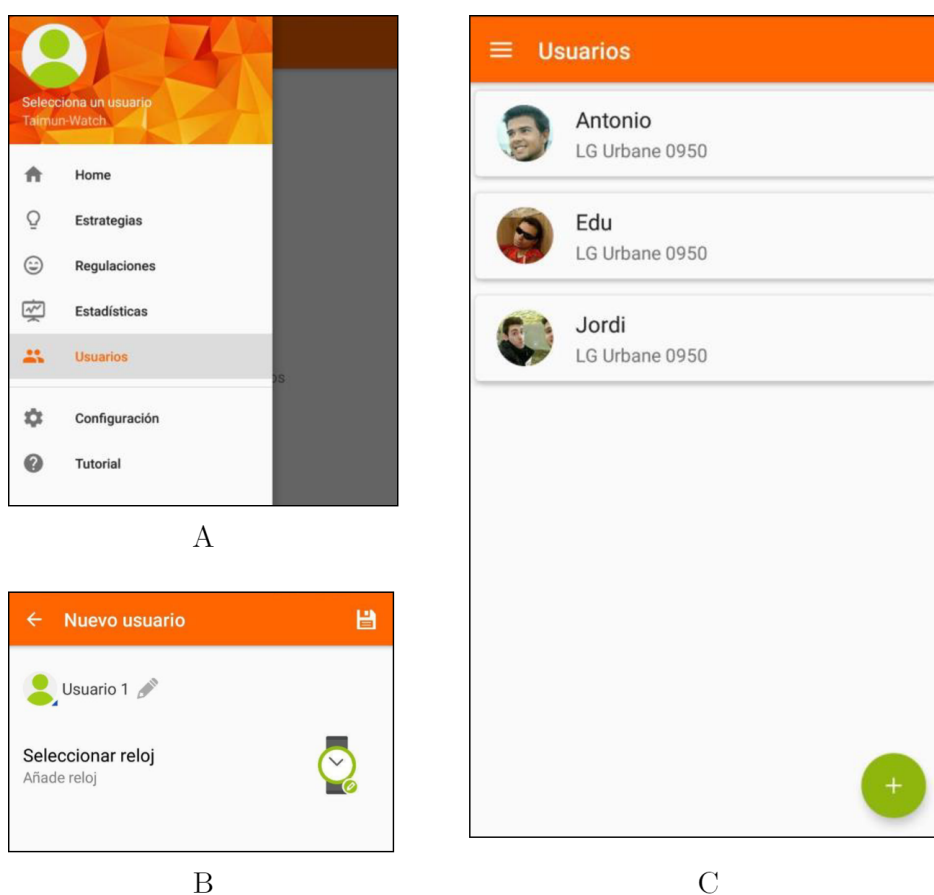 Selecciona un usuario
Taimun-Watch
Home
Estrategias
Regulaciones
Estadísticas
Usuarios
os
Configuración
Tutorial
A
Nuevo usuario
Usuario 1
Seleccionar reloj
Añade reloj
B
Usuarios
Antonio
LG Urbane 0950
Edu
LG Urbane 0950
Jordi
LG Urbane 0950
C